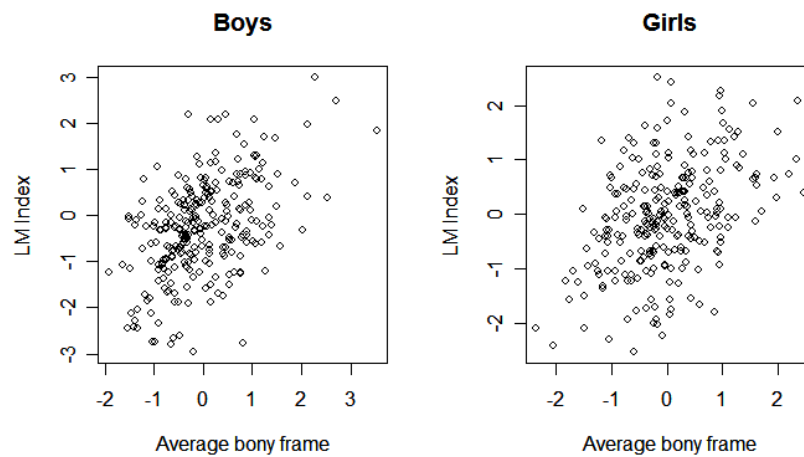 Boys
LM Index
3
2
1
0
-1
-2
-3
-2 -1 0 1 2 3
Average bony frame
Girls
LM Index
2
1
0
-1
-2
-2 -1 0 1 2
Average bony frame